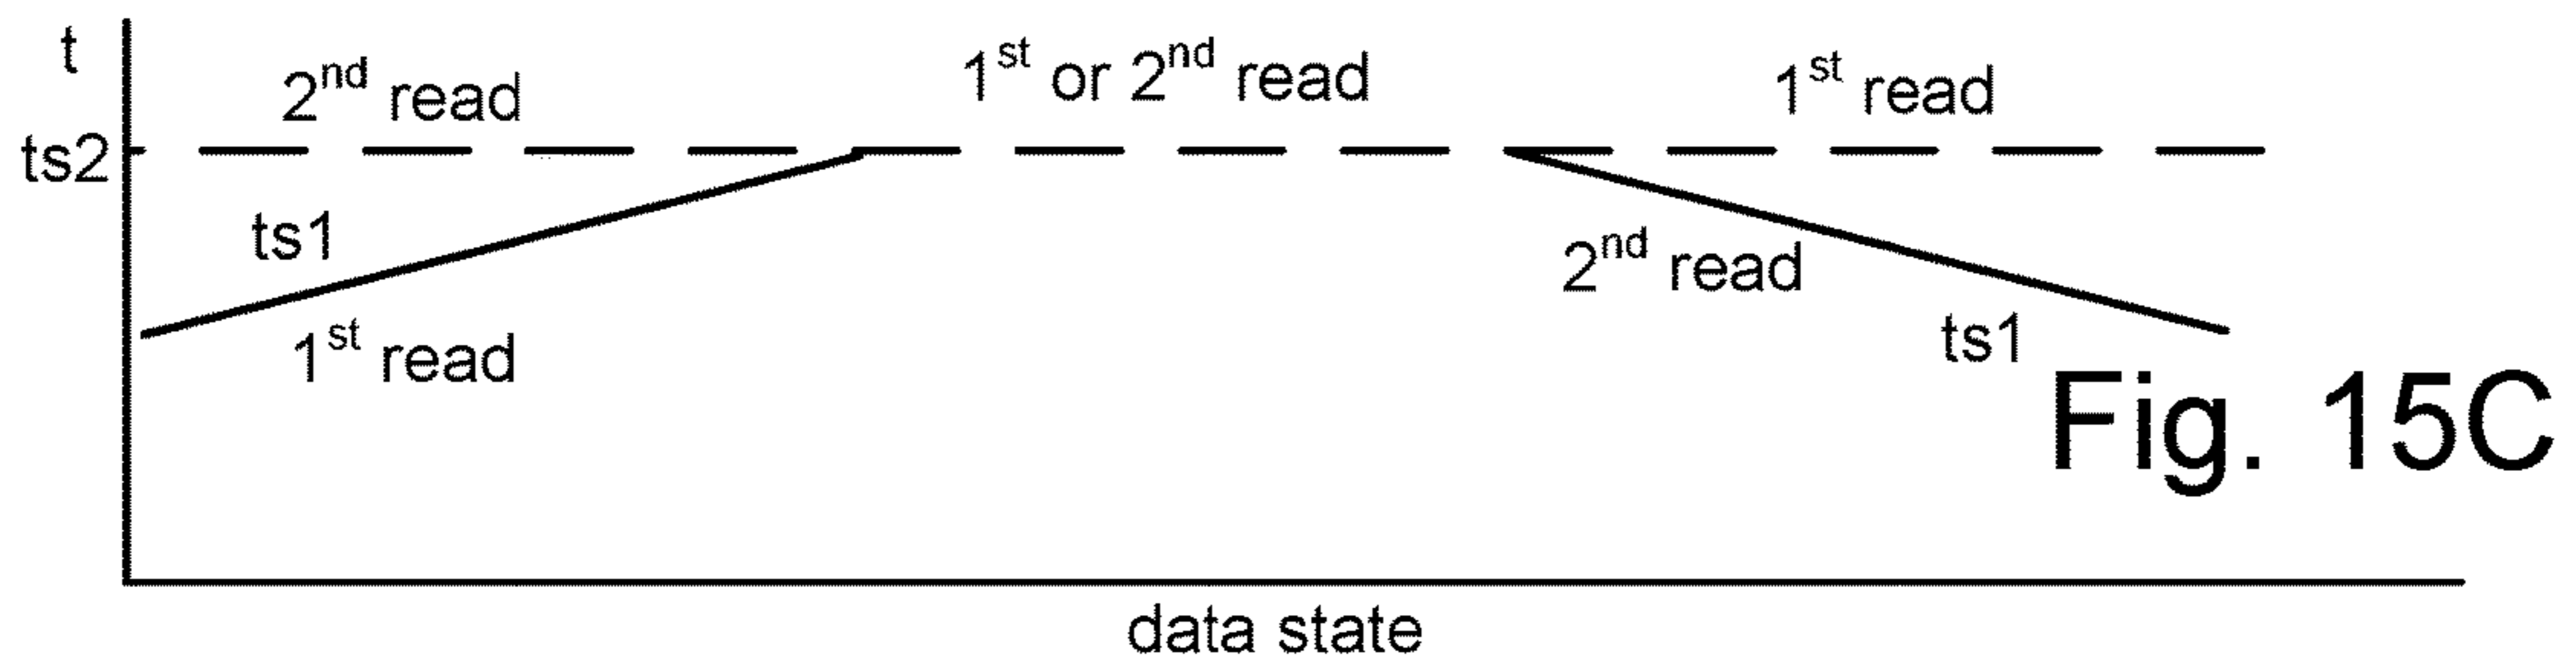 t
2nd read
1st or 2nd read
1st read
ts2
ts1
2nd read
1st read
ts1
Fig. 15C
data state